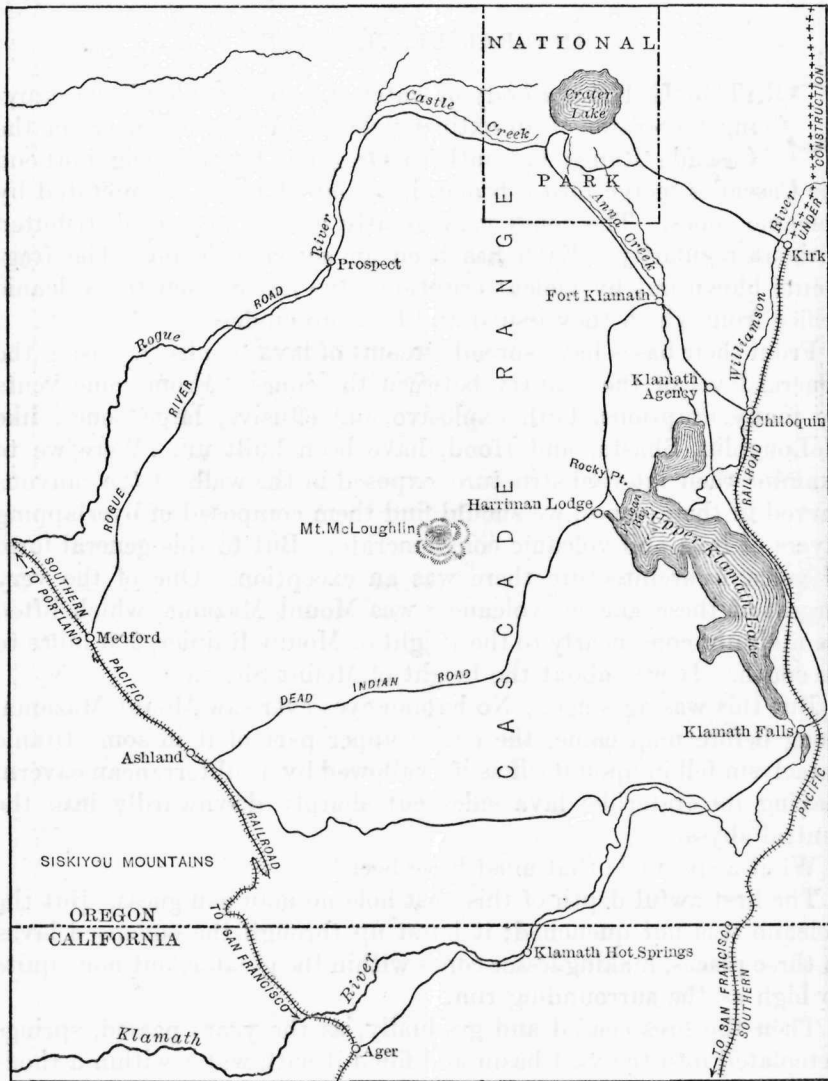 NATIONAL
Crater Lake
Castle Creek
PARK
Anna Creek
River
UNDER CONSTRUCTION
Kirk
Williamson
River
Prospect
ROAD
Fort Klamath
Rogue
RIVER
ROGUE
Klamath Agency
Chiloquin
RAILROAD
CASCADE RANGE
Rocky Pt.
Harriman Lodge
Pelican Bay
Upper Klamath Lake
Mt. McLoughlin
SOUTHERN
TO PORTLAND
PACIFIC
Medford
DEAD INDIAN ROAD
Klamath Falls
Ashland
RAILROAD
PACIFIC
SISKIYOU MOUNTAINS
OREGON
CALIFORNIA
TO SAN FRANCISCO
River
Klamath Hot Springs
TO SAN FRANCISCO
SOUTHERN
Klamath
Ager